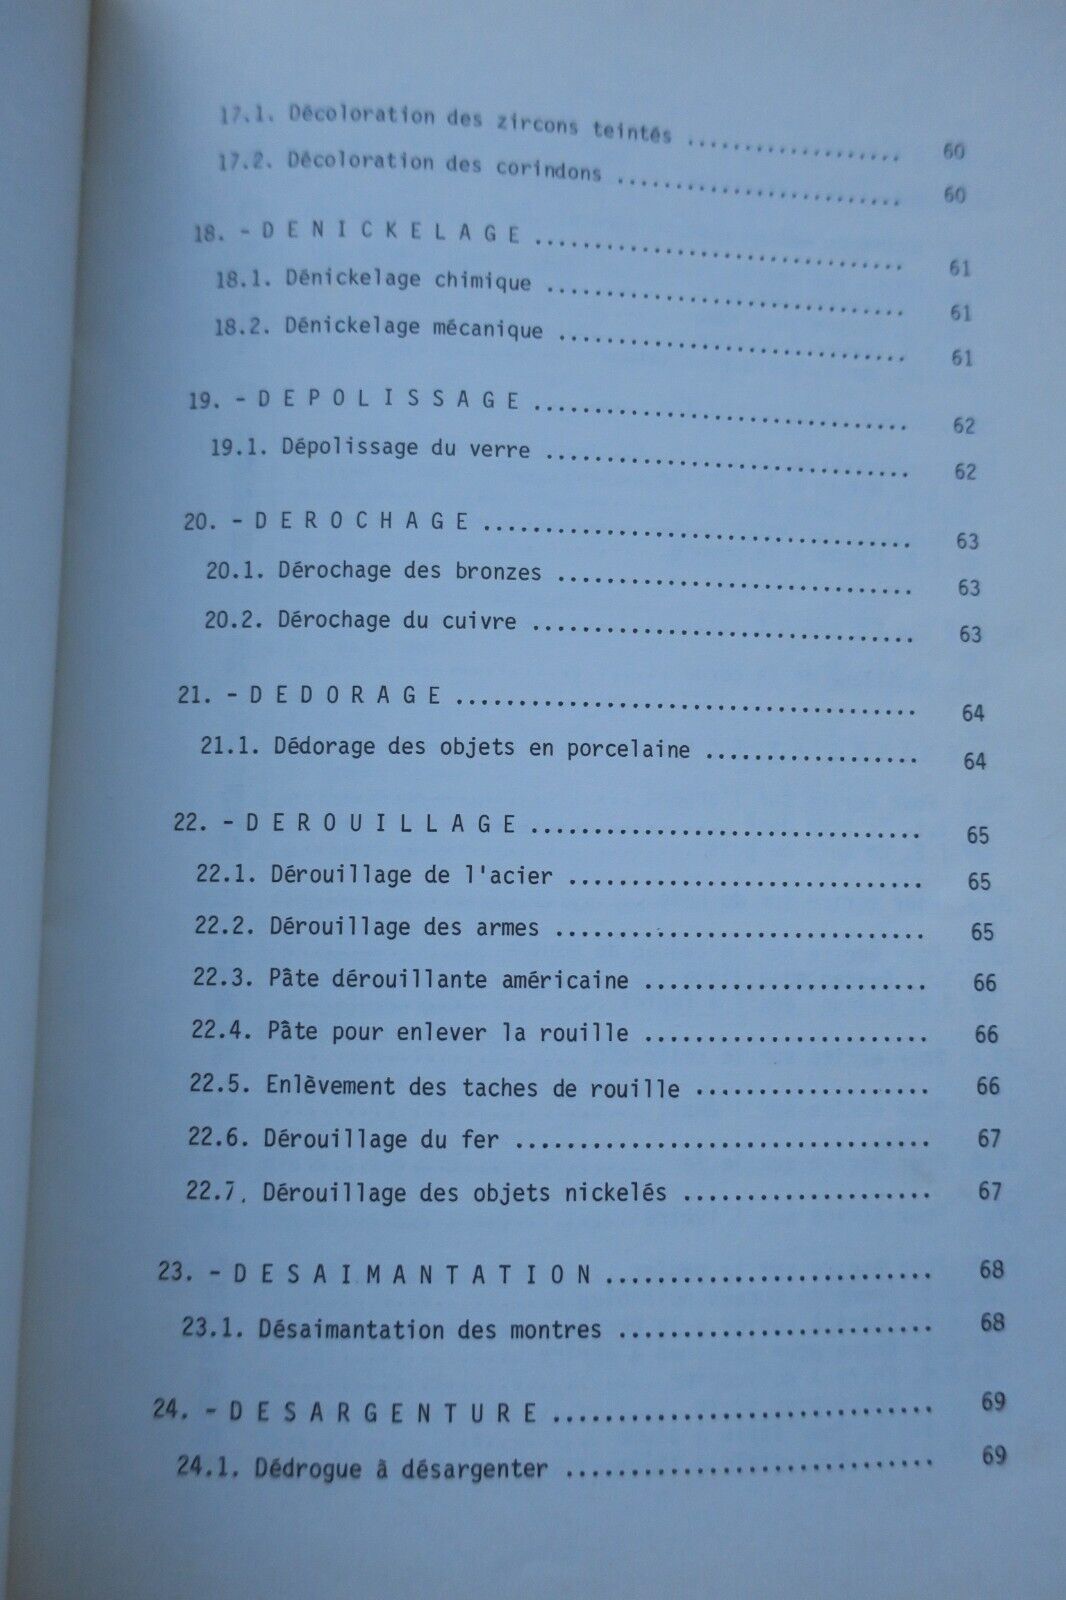 17.1. Décoloration des zircons teintés .................. 60
17.2. Décoloration des corindons ........................ 60
18. - D E N I C K E L A G E .............................. 61
18.1. Dénickelage chimique .............................. 61
18.2. Dénickelage mécanique ............................. 61
19. - D E P O L I S S A G E .............................. 62
19.1. Dépolissage du verre .............................. 62
20. - D E R O C H A G E ................................... 63
20.1. Dérochage des bronzes ............................. 63
20.2. Dérochage du cuivre ............................... 63
21. - D E D O R A G E ...................................... 64
21.1. Dédorage des objets en porcelaine .................. 64
22. - D E R O U I L L A G E ................................ 65
22.1. Dérouillage de l'acier ............................. 65
22.2. Dérouillage des armes .............................. 65
22.3. Pâte dérouillante américaine ....................... 66
22.4. Pâte pour enlever la rouille ....................... 66
22.5. Enlèvement des taches de rouille ................... 66
22.6. Dérouillage du fer .................................. 67
22.7. Dérouillage des objets nickelés .................... 67
23. - D E S A I M A N T A T I O N ........................... 68
23.1. Désaimantation des montres .......................... 68
24. - D E S A R G E N T U R E ............................... 69
24.1. Dédrogue à désargenter .............................. 69